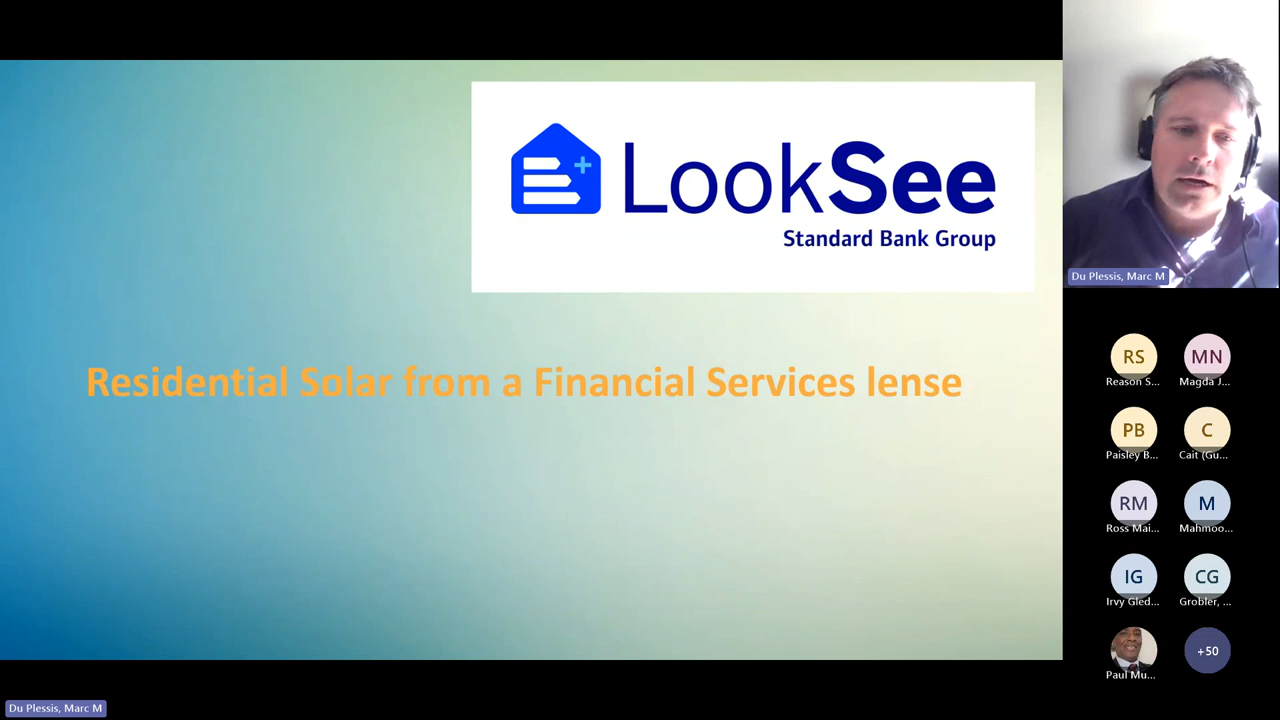 LookSee
Standard Bank Group
Residential Solar from a Financial Services lense
Du Plessis, Marc M
RS
MN
Reason S...
Magda J...
PB
C
Paisley B...
Cait (Gu...
RM
M
Ross Mai...
Mahmoo...
IG
CG
Irvy Gled...
Grobler, ...
+50
Paul Mu...
Du Plessis, Marc M